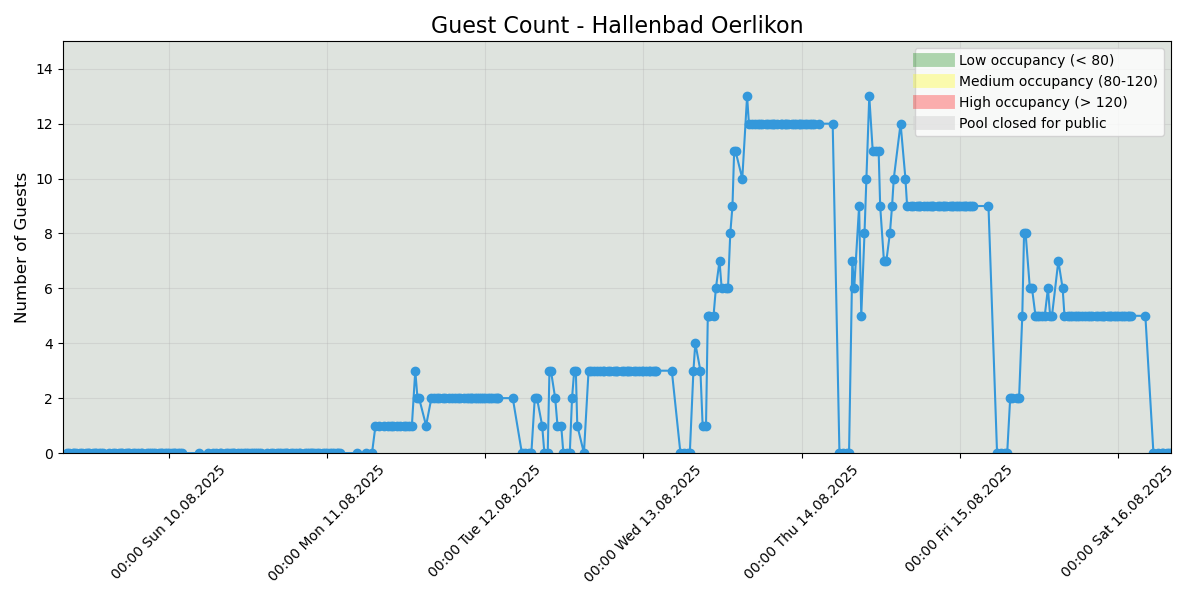 Guest Count - Hallenbad Oerlikon
Number of Guests
14
12
10
8
6
4
2
0
Low occupancy (< 80)
Medium occupancy (80-120)
High occupancy (> 120)
Pool closed for public
00:00 Sun 10.08.2025
00:00 Mon 11.08.2025
00:00 Tue 12.08.2025
00:00 Wed 13.08.2025
00:00 Thu 14.08.2025
00:00 Fri 15.08.2025
00:00 Sat 16.08.2025